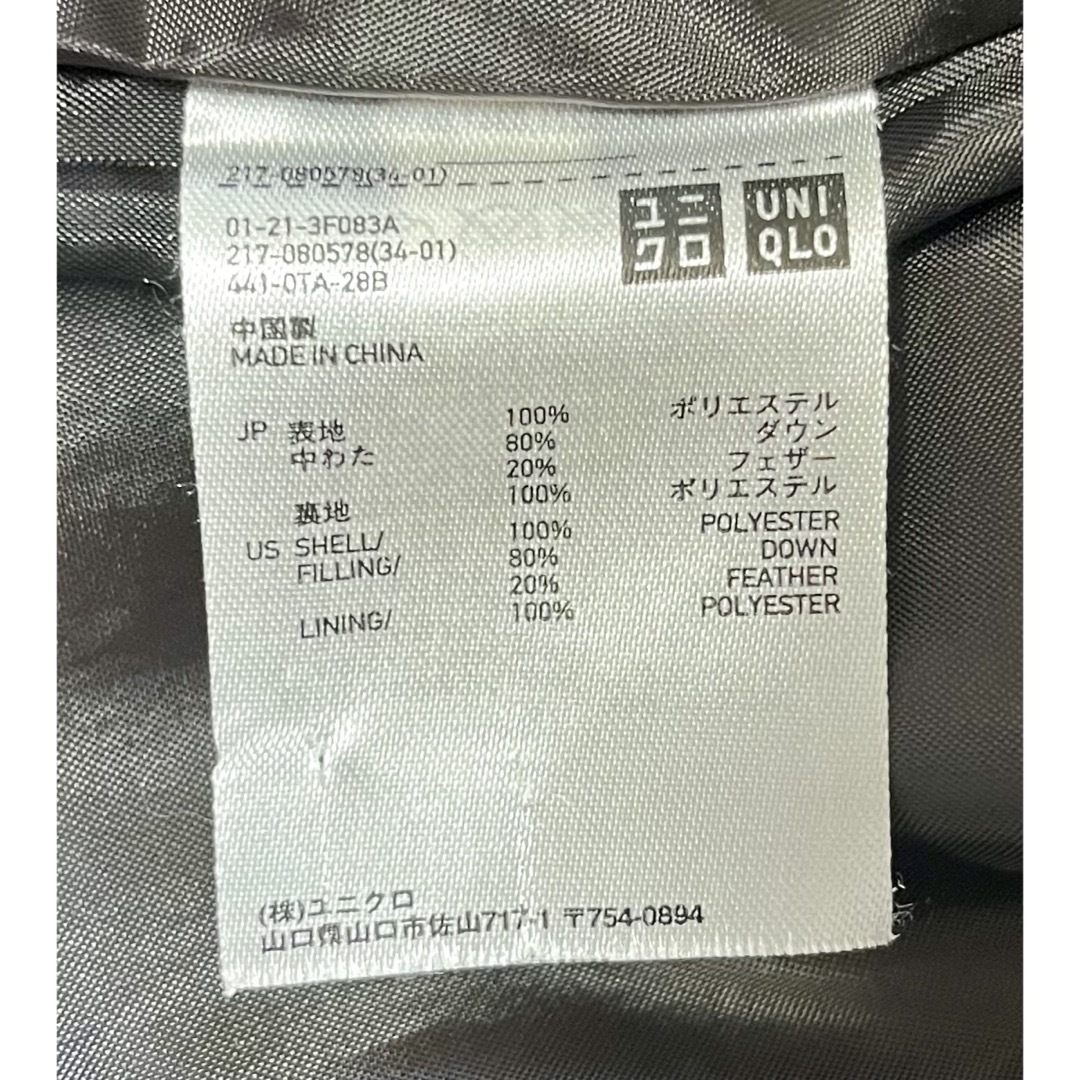 217-080578(34-01)
ユニ
クロ
UNI
QLO
01-21-3F083A
217-080578(34-01)
441-0TA-28B
中国製
MADE IN CHINA
JP 表地 100% ポリエステル
中わた 80% ダウン
20% フェザー
裏地 100% ポリエステル
US SHELL/ 100% POLYESTER
FILLING/ 80% DOWN
20% FEATHER
LINING/ 100% POLYESTER
(株)ユニクロ
山口県山口市佐山717-1 〒754-0894